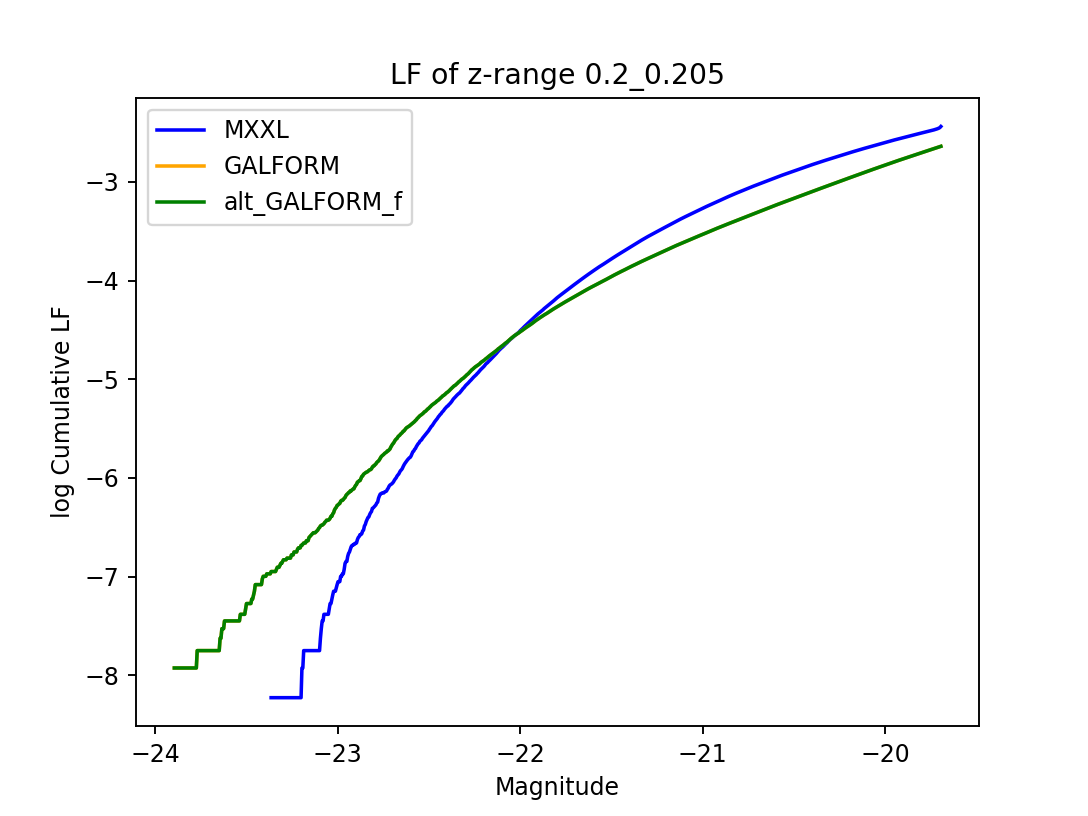 LF of z-range 0.2_0.205
MXXL
GALFORM
alt_GALFORM_f
log Cumulative LF
−3
−4
−5
−6
−7
−8
−24
−23
−22
−21
−20
Magnitude